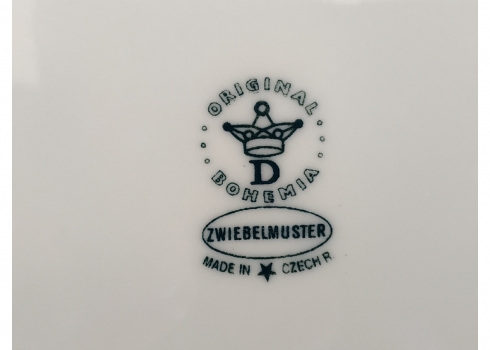 ORIGINAL
D
BOHEMIA
ZWIEBELMUSTER
MADE IN ★ CZECH R